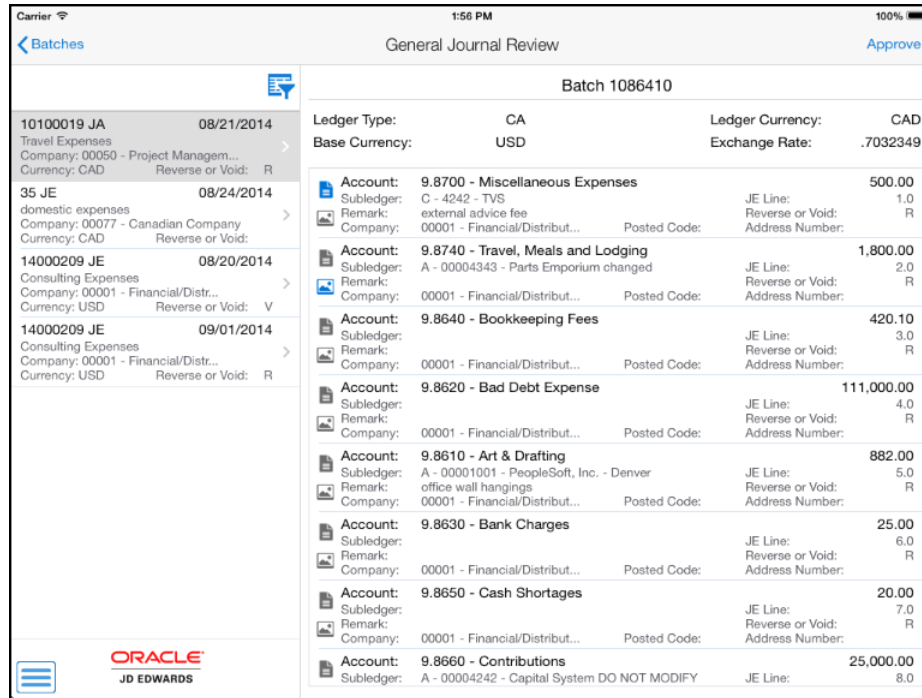 Carrier 1:56 PM 100%
Batches General Journal Review Approve
10100019 JA 08/21/2014
Travel Expenses
Company: 00050 - Project Managem...
Currency: CAD Reverse or Void: R
35 JE 08/24/2014
domestic expenses
Company: 00077 - Canadian Company
Currency: CAD Reverse or Void:
14000209 JE 08/20/2014
Consulting Expenses
Company: 00001 - Financial/Distr...
Currency: USD Reverse or Void: V
14000209 JE 09/01/2014
Consulting Expenses
Company: 00001 - Financial/Distr...
Currency: USD Reverse or Void: R
ORACLE
JD EDWARDS
Batch 1086410
Ledger Type: CA Ledger Currency: CAD
Base Currency: USD Exchange Rate: .7032349
Account: 9.8700 - Miscellaneous Expenses 500.00
Subledger: C - 4242 - TVS JE Line: 1.0
Remark: external advice fee Reverse or Void: R
Company: 00001 - Financial/Distribut... Posted Code: Address Number:
Account: 9.8740 - Travel, Meals and Lodging 1,800.00
Subledger: A - 00004343 - Parts Emporium changed JE Line: 2.0
Remark: Reverse or Void: R
Company: 00001 - Financial/Distribut... Posted Code: Address Number:
Account: 9.8640 - Bookkeeping Fees 420.10
Subledger: JE Line: 3.0
Remark: Reverse or Void: R
Company: 00001 - Financial/Distribut... Posted Code: Address Number:
Account: 9.8620 - Bad Debt Expense 111,000.00
Subledger: JE Line: 4.0
Remark: Reverse or Void: R
Company: 00001 - Financial/Distribut... Posted Code: Address Number:
Account: 9.8610 - Art & Drafting 882.00
Subledger: A - 00001001 - PeopleSoft, Inc. - Denver JE Line: 5.0
Remark: office wall hangings Reverse or Void: R
Company: 00001 - Financial/Distribut... Posted Code: Address Number:
Account: 9.8630 - Bank Charges 25.00
Subledger: JE Line: 6.0
Remark: Reverse or Void: R
Company: 00001 - Financial/Distribut... Posted Code: Address Number:
Account: 9.8650 - Cash Shortages 20.00
Subledger: JE Line: 7.0
Remark: Reverse or Void: R
Company: 00001 - Financial/Distribut... Posted Code: Address Number:
Account: 9.8660 - Contributions 25,000.00
Subledger: A - 00004242 - Capital System DO NOT MODIFY JE Line: 8.0